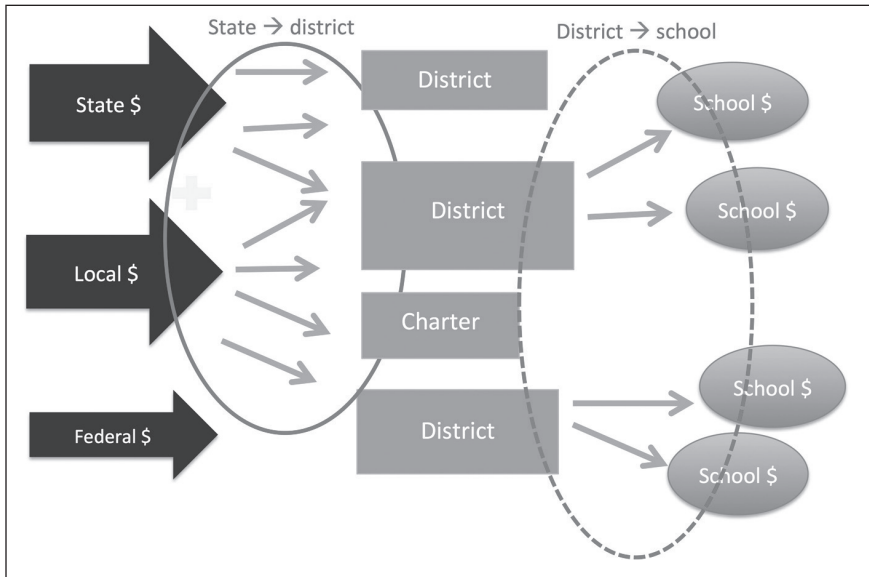 State → district
District → school
State $
Local $
Federal $
District
District
Charter
District
School $
School $
School $
School $